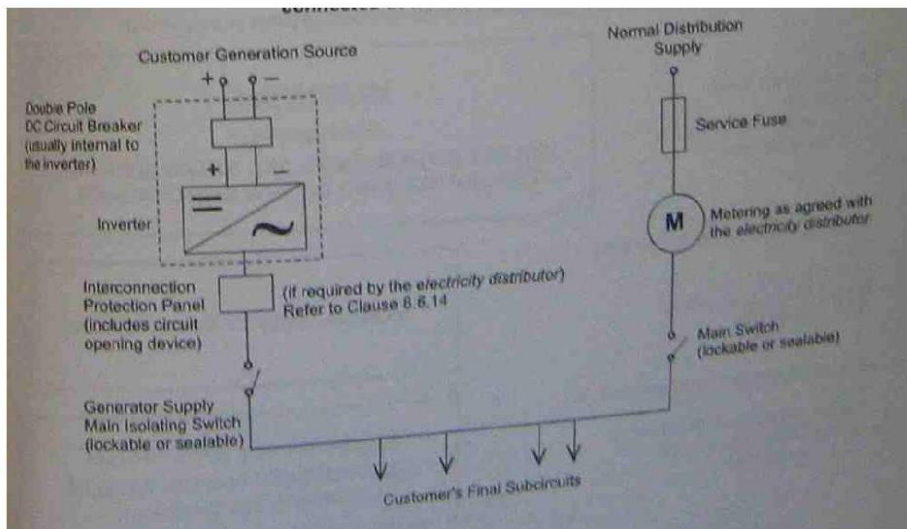 Customer Generation Source
+ −
Double Pole
DC Circuit Breaker
(usually internal to
the inverter)
+ −
Inverter
Interconnection
Protection Panel
(includes circuit
opening device)
(if required by the electricity distributor)
Refer to Clause 6.6.14
Generator Supply
Main Isolating Switch
(lockable or sealable)
Normal Distribution
Supply
Service Fuse
M
Metering as agreed with
the electricity distributor
Main Switch
(lockable or sealable)
Customer's Final Subcircuits